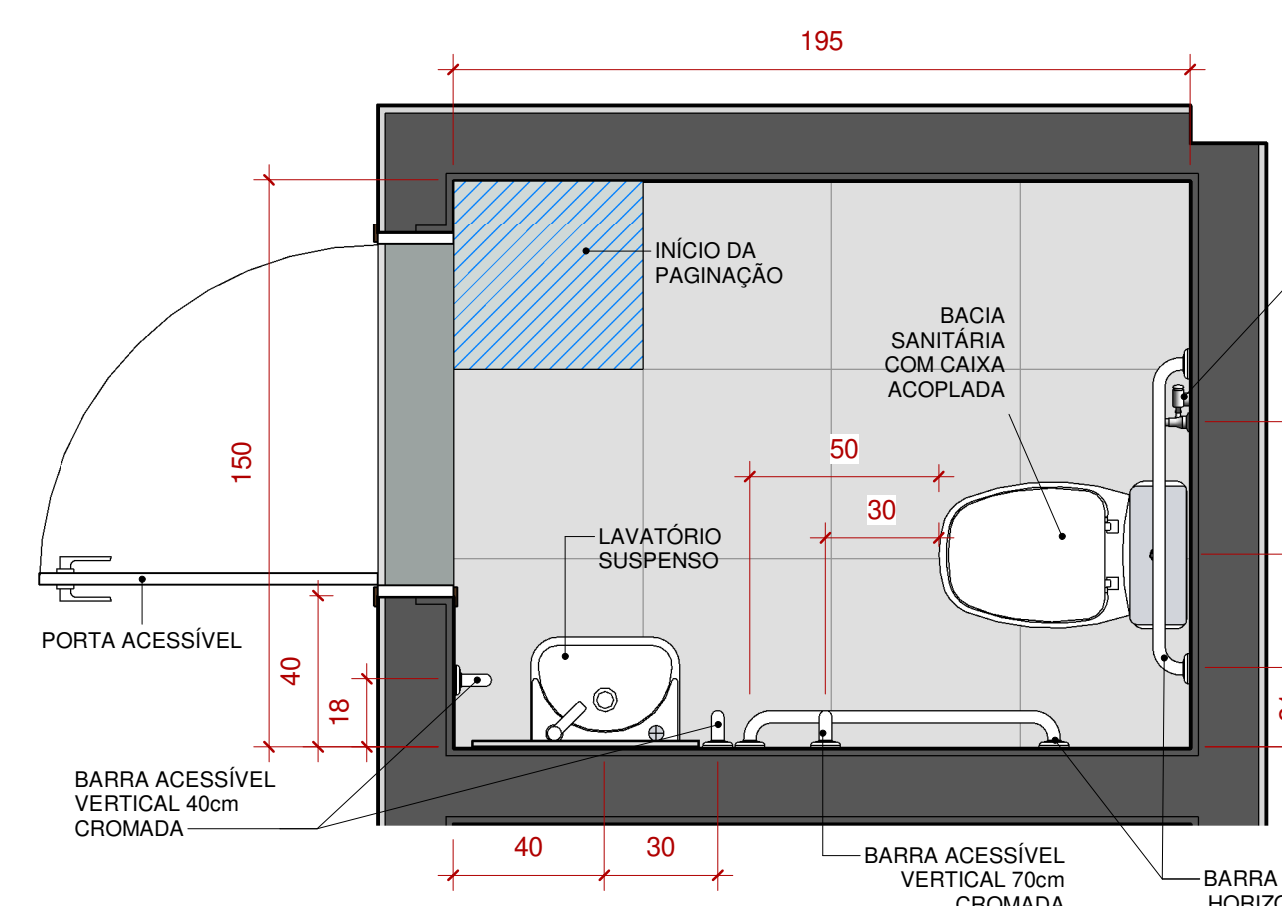 195
INÍCIO DA
PAGINAÇÃO
BACIA
SANITÁRIA
COM CAIXA
ACOPLADA
150
50
30
LAVATÓRIO
SUSPENSO
PORTA ACESSÍVEL
40
18
BARRA ACESSÍVEL
VERTICAL 40cm
CROMADA
40
30
BARRA ACESSÍVEL
VERTICAL 70cm
CROMADA
BARRA